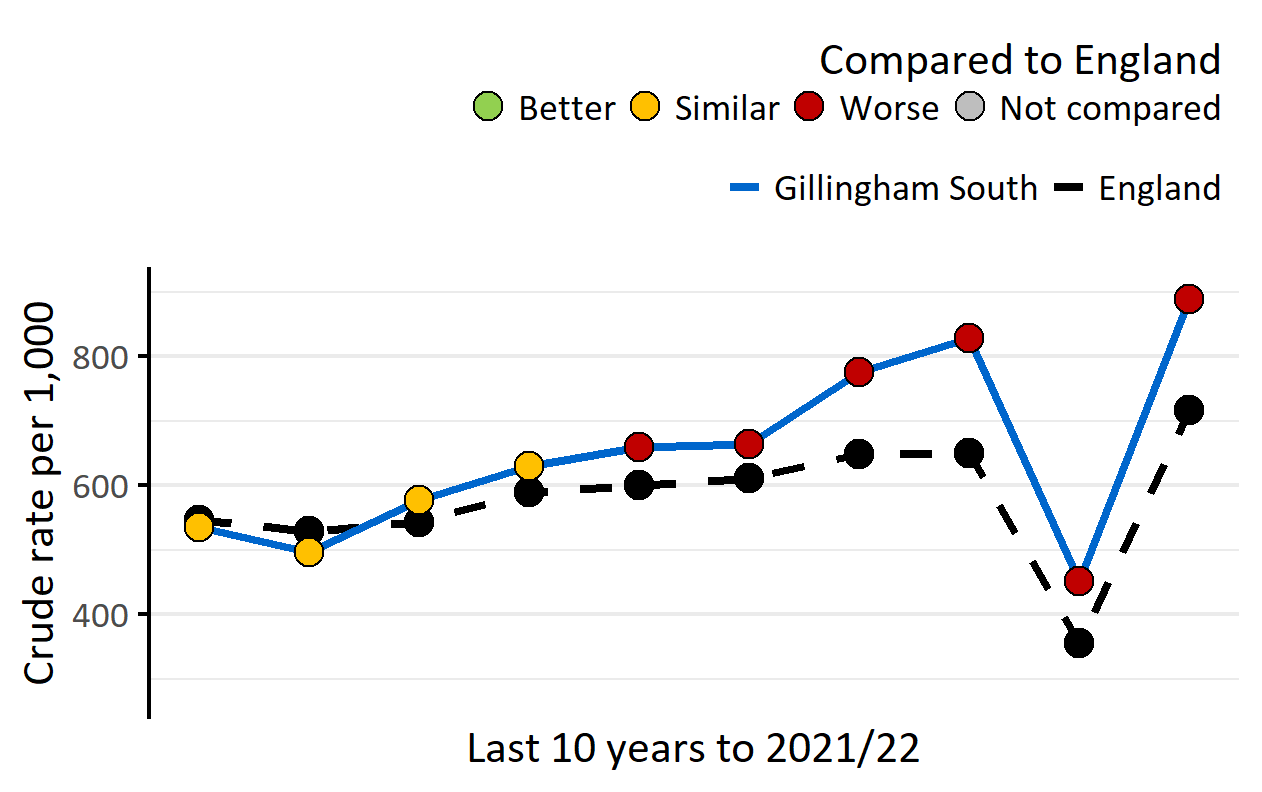 Compared to England
Better Similar Worse Not compared
Gillingham South England
Crude rate per 1,000
800
600
400
Last 10 years to 2021/22